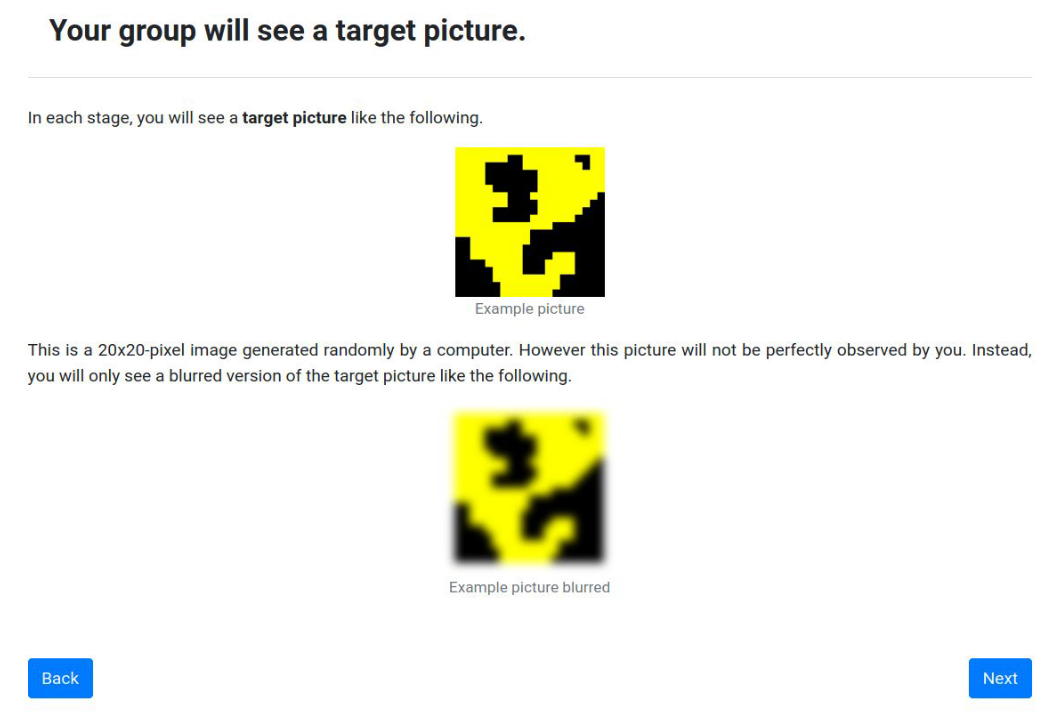 Your group will see a target picture.
In each stage, you will see a target picture like the following.
Example picture
This is a 20x20-pixel image generated randomly by a computer. However this picture will not be perfectly observed by you. Instead,
you will only see a blurred version of the target picture like the following.
Example picture blurred
Back
Next